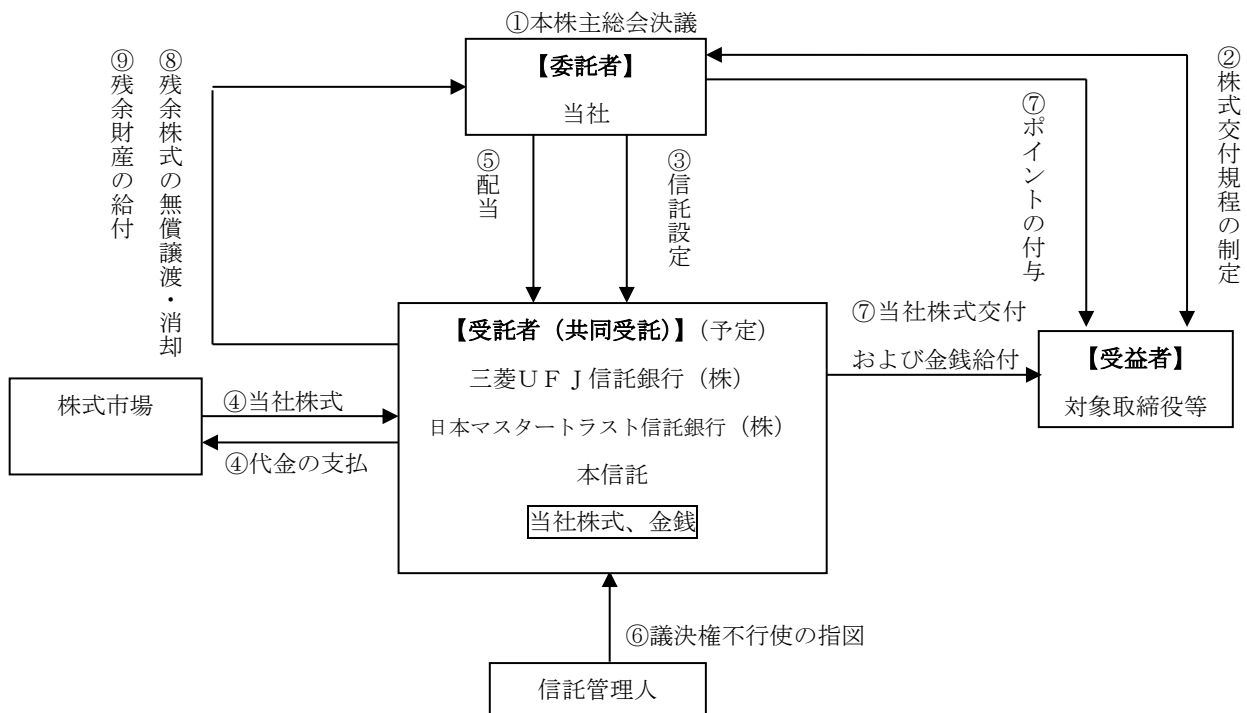 ①本株主総会決議
【委託者】
当社
②株式交付規程の制定
⑦ポイントの付与
③信託設定
⑤配当
⑧残余株式の無償譲渡・消却
⑨残余財産の給付
【受託者（共同受託）】（予定）
三菱ＵＦＪ信託銀行（株）
日本マスタートラスト信託銀行（株）
本信託
当社株式、金銭
⑦当社株式交付
および金銭給付
【受益者】
対象取締役等
株式市場
④当社株式
④代金の支払
⑥議決権不行使の指図
信託管理人